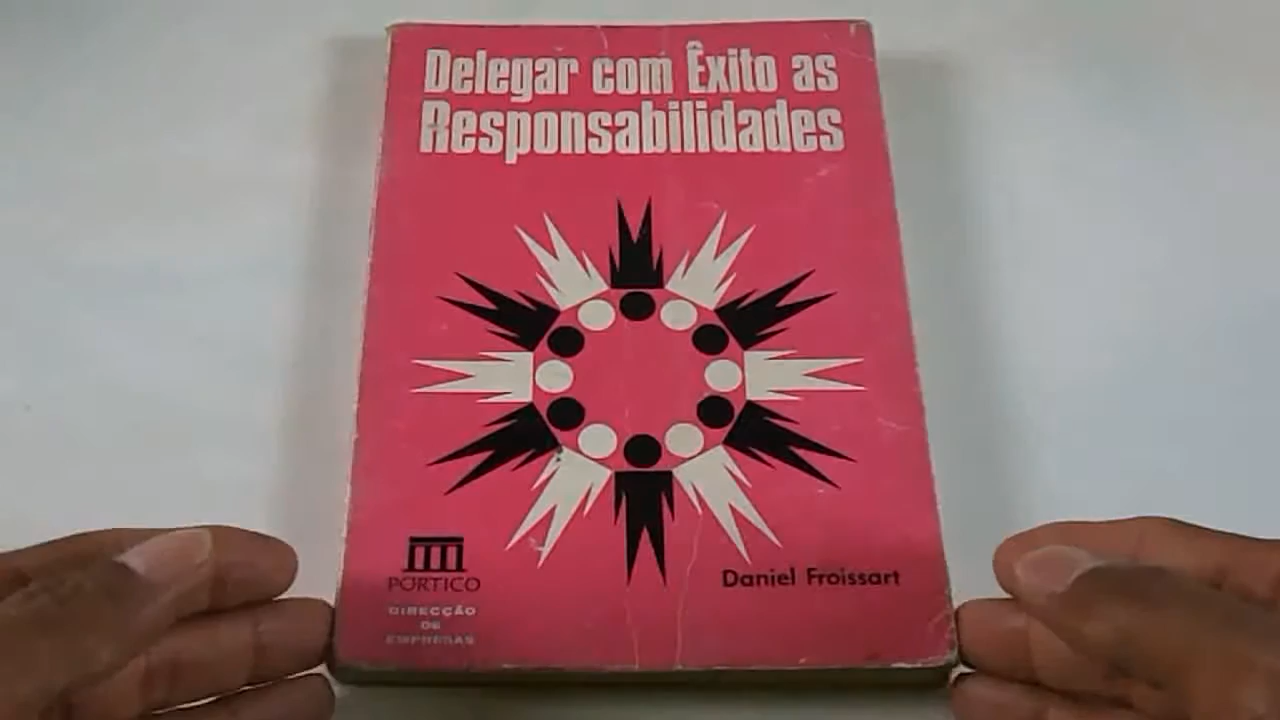 Delegar com Êxito as
Responsabilidades
PÓRTICO
DIRECÇÃO
DE
EMPRESAS
Daniel Froissart